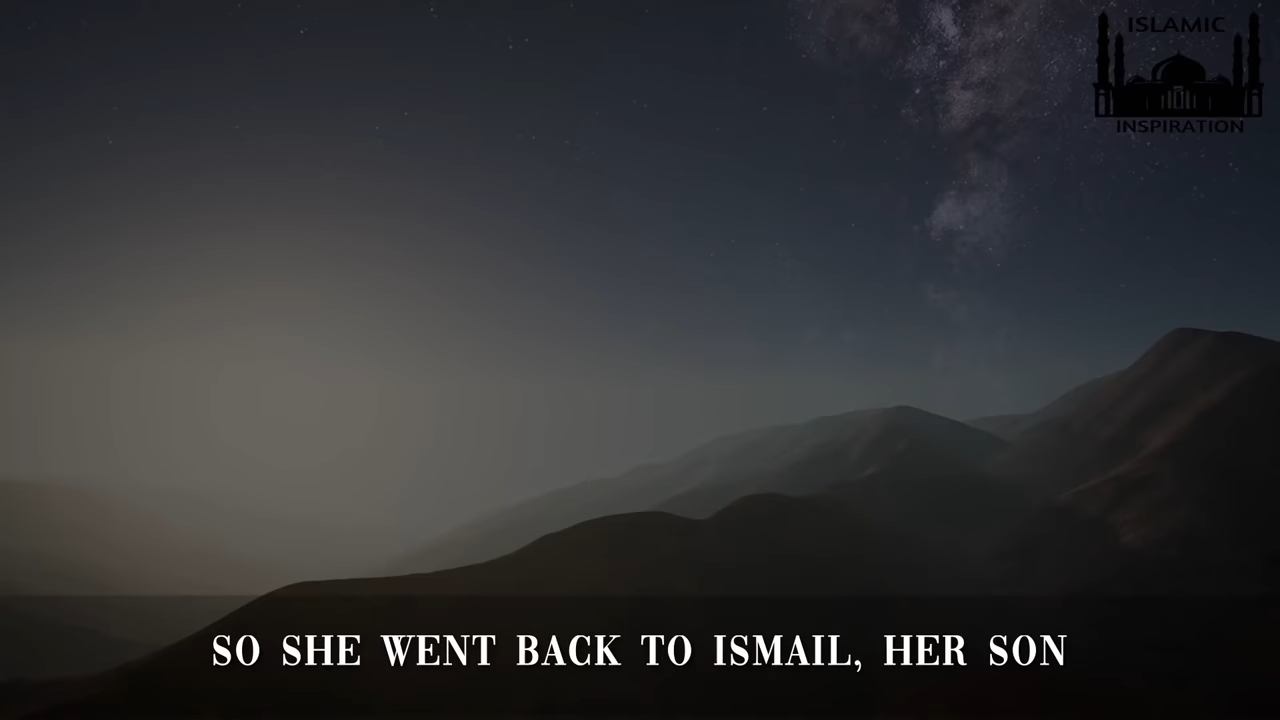 ISLAMIC
INSPIRATION
SO SHE WENT BACK TO ISMAIL, HER SON